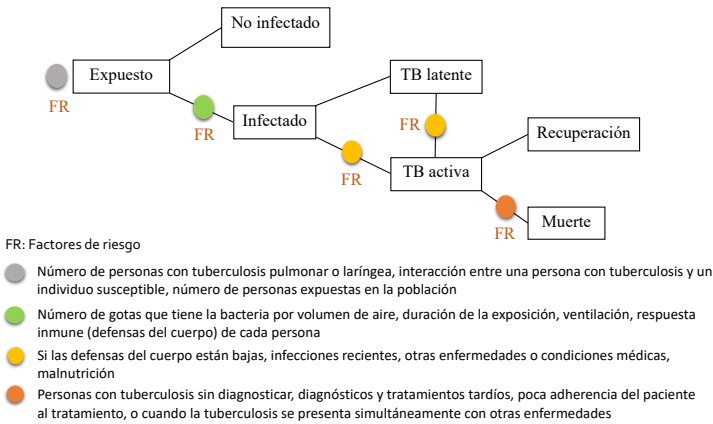 No infectado
Expuesto
TB latente
FR
FR
Infectado
FR
Recuperación
TB activa
FR
FR
Muerte
FR: Factores de riesgo
Número de personas con tuberculosis pulmonar o laríngea, interacción entre una persona con tuberculosis y un
individuo susceptible, número de personas expuestas en la población
Número de gotas que tiene la bacteria por volumen de aire, duración de la exposición, ventilación, respuesta
inmune (defensas del cuerpo) de cada persona
Si las defensas del cuerpo están bajas, infecciones recientes, otras enfermedades o condiciones médicas,
malnutrición
Personas con tuberculosis sin diagnosticar, diagnósticos y tratamientos tardíos, poca adherencia del paciente
al tratamiento, o cuando la tuberculosis se presenta simultáneamente con otras enfermedades